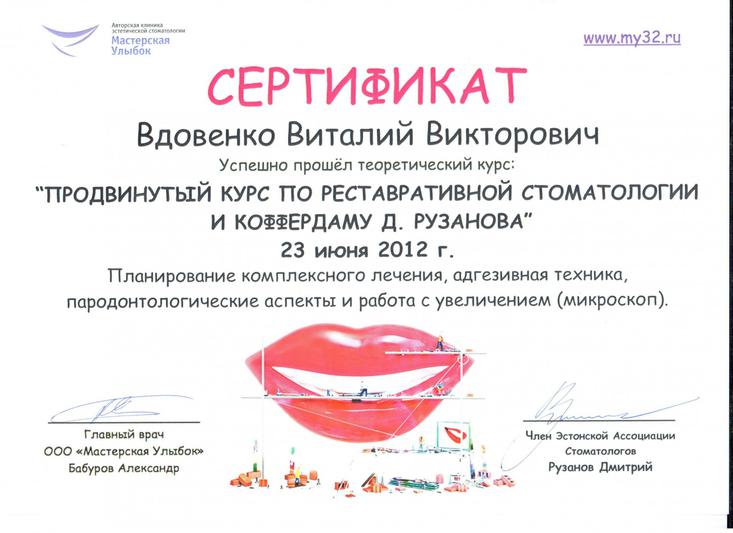 Авторская клиника
эстетической стоматологии
Мастерская
Улыбок
www.my32.ru
СЕРТИФИКАТ
Вдовенко Виталий Викторович
Успешно прошёл теоретический курс:
“ПРОДВИНУТЫЙ КУРС ПО РЕСТАВРАТИВНОЙ СТОМАТОЛОГИИ
И КОФФЕРДАМУ Д. РУЗАНОВА”
23 июня 2012 г.
Планирование комплексного лечения, адгезивная техника,
пародонтологические аспекты и работа с увеличением (микроскоп).
Главный врач
ООО «Мастерская Улыбок»
Бабуров Александр
Член Эстонской Ассоциации
Стоматологов
Рузанов Дмитрий